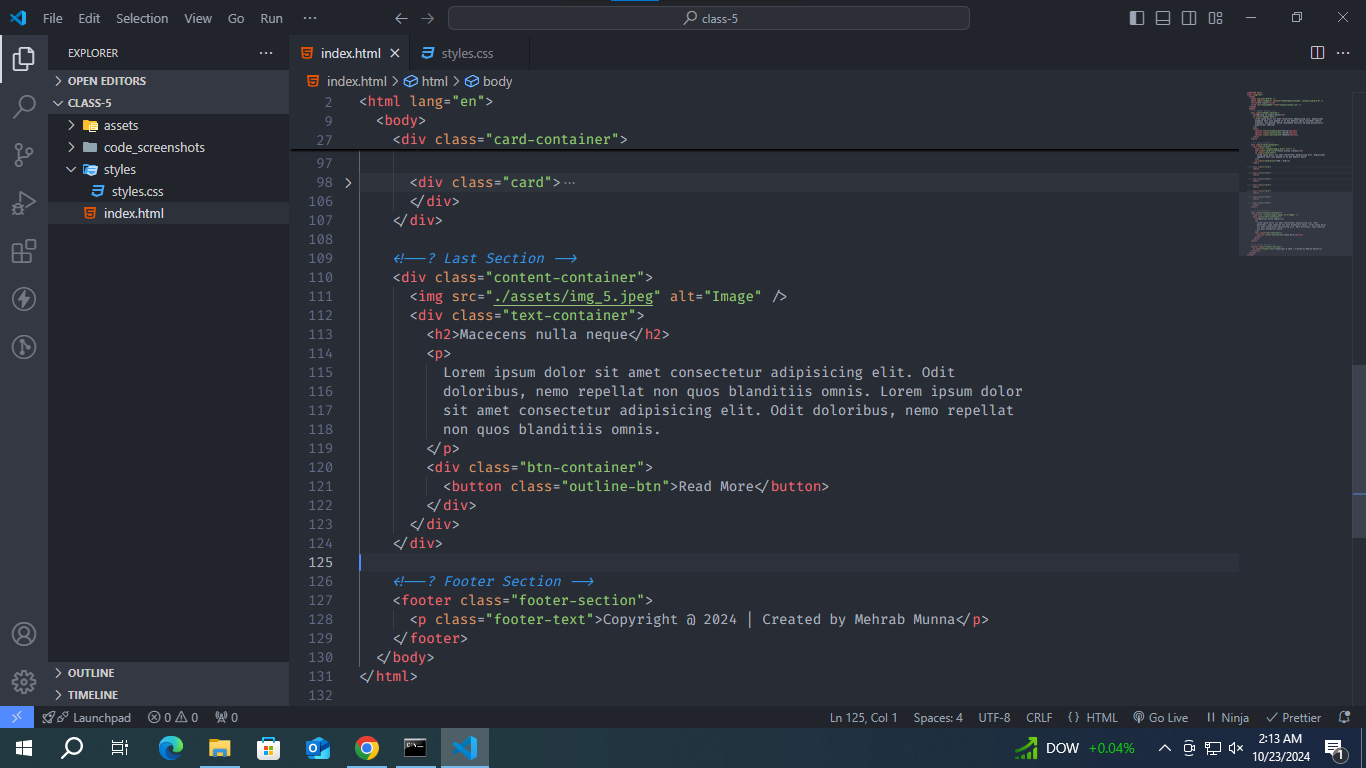 File Edit Selection View Go Run ···
class-5
EXPLORER ···
OPEN EDITORS
CLASS-5
assets
code_screenshots
styles
styles.css
index.html
OUTLINE
TIMELINE
index.html styles.css ···
index.html > html > body
2 <html lang="en">
9 <body>
27 <div class="card-container">
97
98 <div class="card">···
106 </div>
107 </div>
108
109 <!--? Last Section -->
110 <div class="content-container">
111 <img src="./assets/img_5.jpeg" alt="Image" />
112 <div class="text-container">
113 <h2>Macecens nulla neque</h2>
114 <p>
115 Lorem ipsum dolor sit amet consectetur adipisicing elit. Odit
116 doloribus, nemo repellat non quos blanditiis omnis. Lorem ipsum dolor
117 sit amet consectetur adipisicing elit. Odit doloribus, nemo repellat
118 non quos blanditiis omnis.
119 </p>
120 <div class="btn-container">
121 <button class="outline-btn">Read More</button>
122 </div>
123 </div>
124 </div>
125
126 <!--? Footer Section -->
127 <footer class="footer-section">
128 <p class="footer-text">Copyright @ 2024 | Created by Mehrab Munna</p>
129 </footer>
130 </body>
131 </html>
132
Launchpad 0 0 0 Ln 125, Col 1 Spaces: 4 UTF-8 CRLF {} HTML Go Live Ninja Prettier
DOW +0.04% 2:13 AM
10/23/2024 1